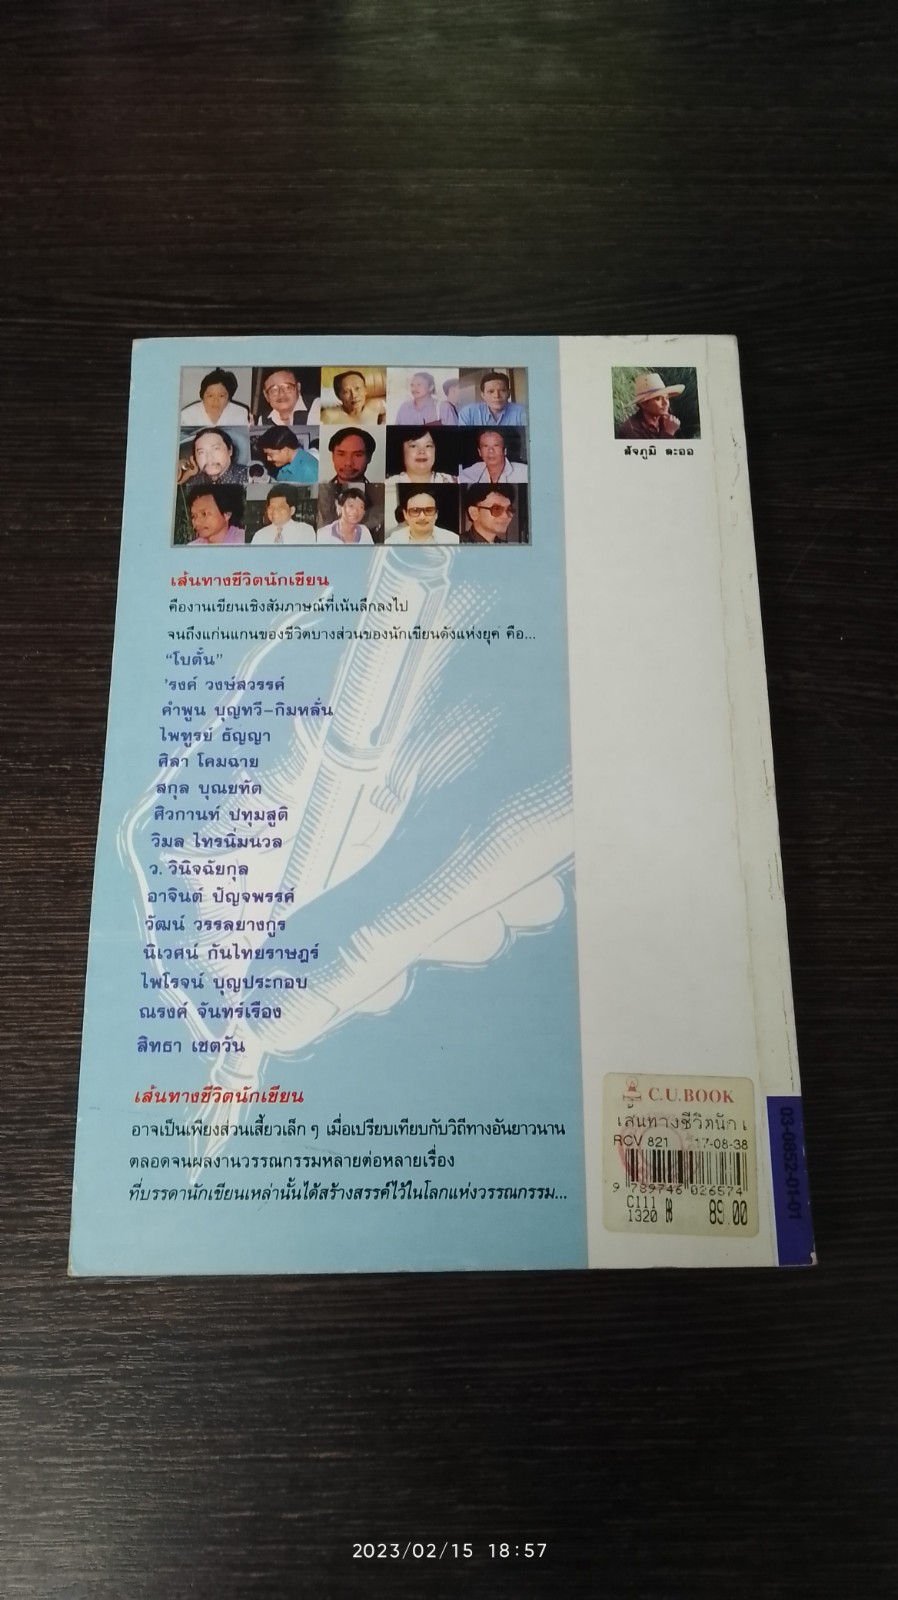 สัจภูมิ ละออ
เส้นทางชีวิตนักเขียน
คืองานเขียนเชิงสัมภาษณ์ที่เน้นลึกลงไป
จนถึงแก่นแกนของชีวิตบางส่วนของนักเขียนดังแห่งยุค คือ...
“โบตั๋น”
’รงค์ วงษ์สวรรค์
คำพูน บุญทวี–กิมหลั่น
ไพฑูรย์ ธัญญา
ศิลา โคมฉาย
สกุล บุณยทัต
ศิวกานท์ ปทุมสูติ
วิมล ไทรนิ่มนวล
ว. วินิจฉัยกุล
อาจินต์ ปัญจพรรค์
วัฒน์ วรรลยางกูร
นิเวศน์ กันไทยราษฎร์
ไพโรจน์ บุญประกอบ
ณรงค์ จันทร์เรือง
สิทธา เชตวัน
เส้นทางชีวิตนักเขียน
อาจเป็นเพียงส่วนเสี้ยวเล็ก ๆ เมื่อเปรียบเทียบกับวิถีทางอันยาวนาน
ตลอดจนผลงานวรรณกรรมหลายต่อหลายเรื่อง
ที่บรรดานักเขียนเหล่านั้นได้สร้างสรรค์ไว้ในโลกแห่งวรรณกรรม...
C.U.BOOK
เส้นทางชีวิตนัก เ
RCV 821 17-08-38
9 789746 026574
C111
1320 89.00
03-0852-01-01
2023/02/15 18:57